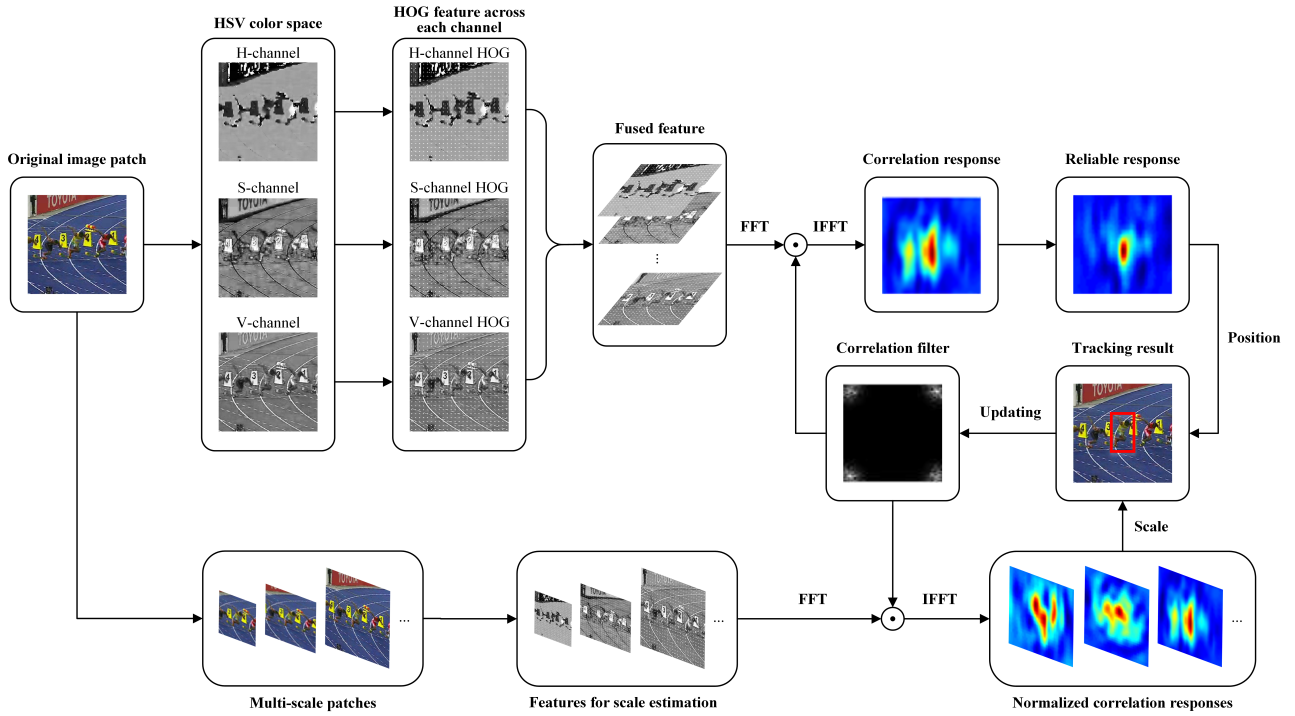 HSV color space
HOG feature across
each channel
H-channel
H-channel HOG
Original image patch
TOYOTA
S-channel
S-channel HOG
V-channel
V-channel HOG
Fused feature
...
FFT
IFFT
Correlation response
Reliable response
Position
Correlation filter
Tracking result
Updating
Scale
FFT
IFFT
...
...
...
Multi-scale patches
Features for scale estimation
Normalized correlation responses